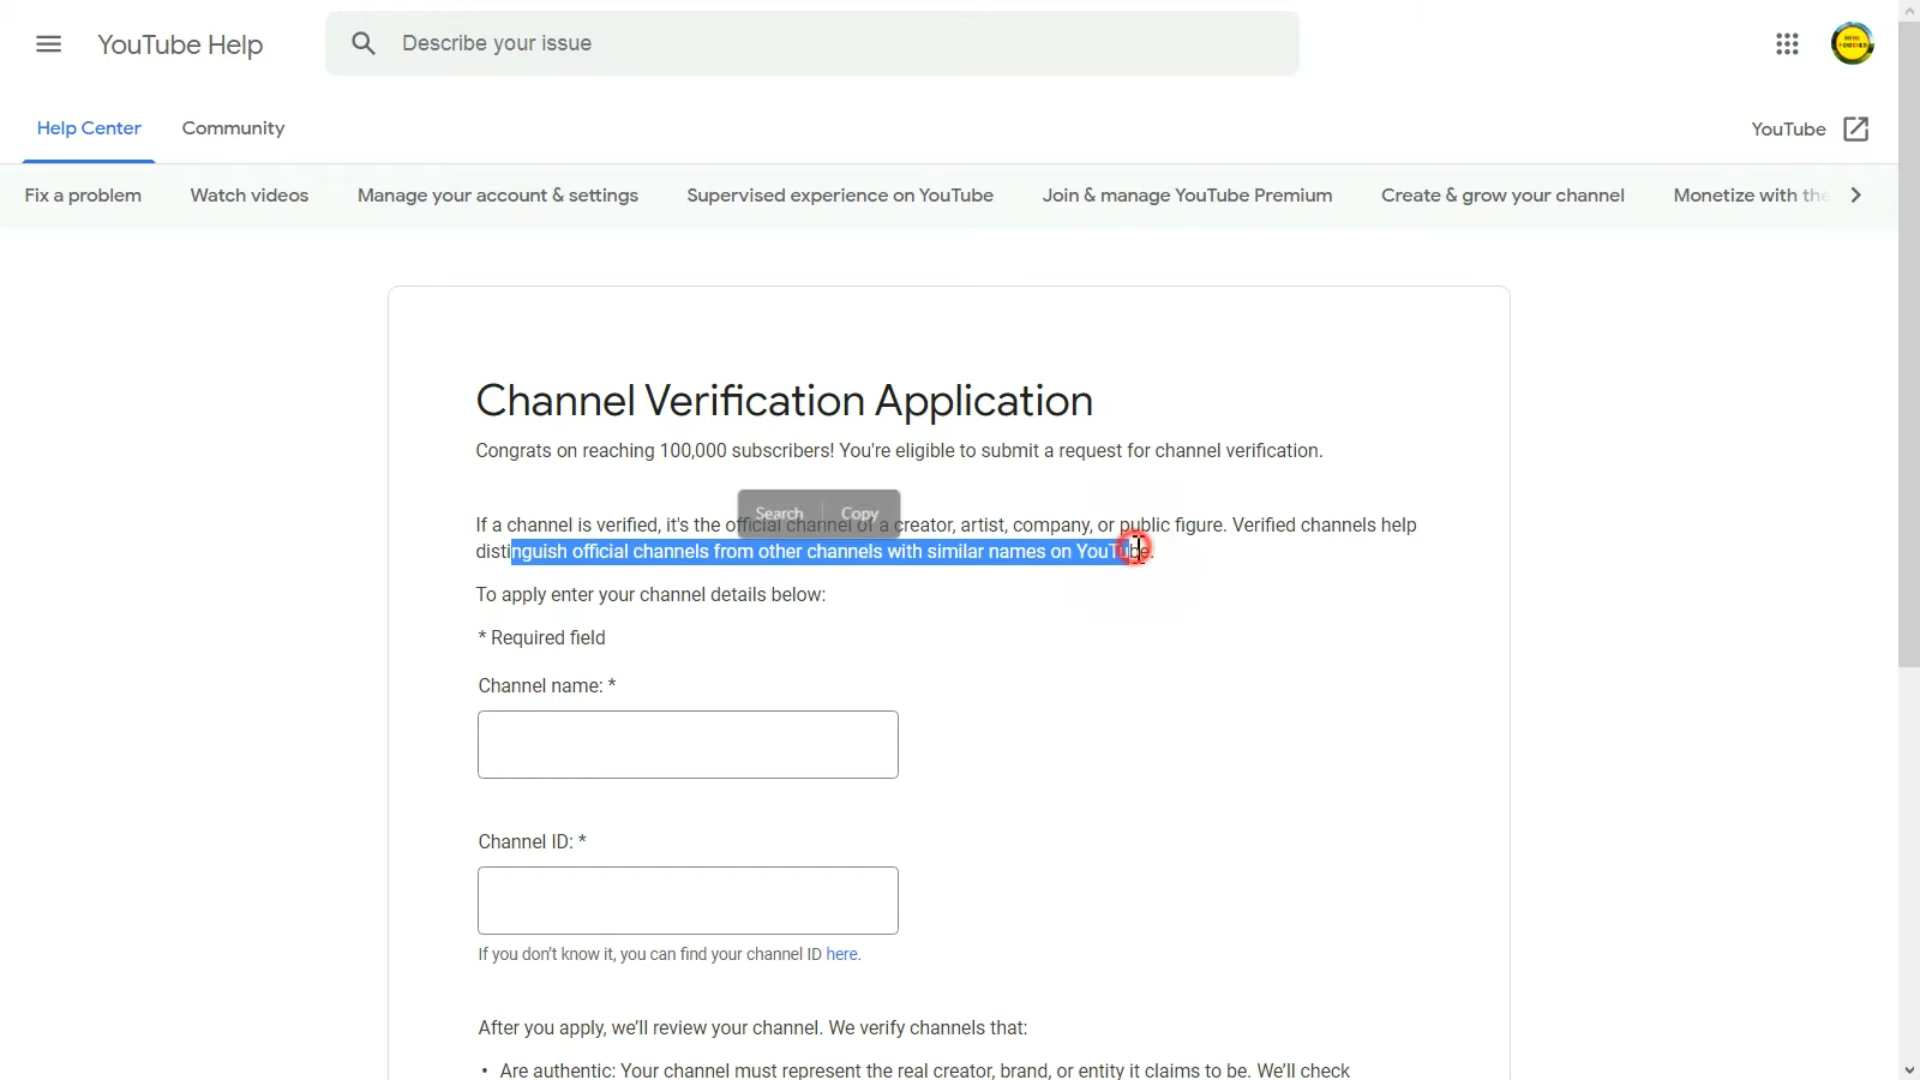 YouTube Help
Describe your issue
Help Center
Community
YouTube
Fix a problem
Watch videos
Manage your account & settings
Supervised experience on YouTube
Join & manage YouTube Premium
Create & grow your channel
Monetize with the
Channel Verification Application
Congrats on reaching 100,000 subscribers! You're eligible to submit a request for channel verification.
Search
Copy
If a channel is verified, it's the official channel of a creator, artist, company, or public figure. Verified channels help
distinguish official channels from other channels with similar names on YouTube.
To apply enter your channel details below:
* Required field
Channel name: *
Channel ID: *
If you don't know it, you can find your channel ID here.
After you apply, we'll review your channel. We verify channels that:
• Are authentic: Your channel must represent the real creator, brand, or entity it claims to be. We'll check